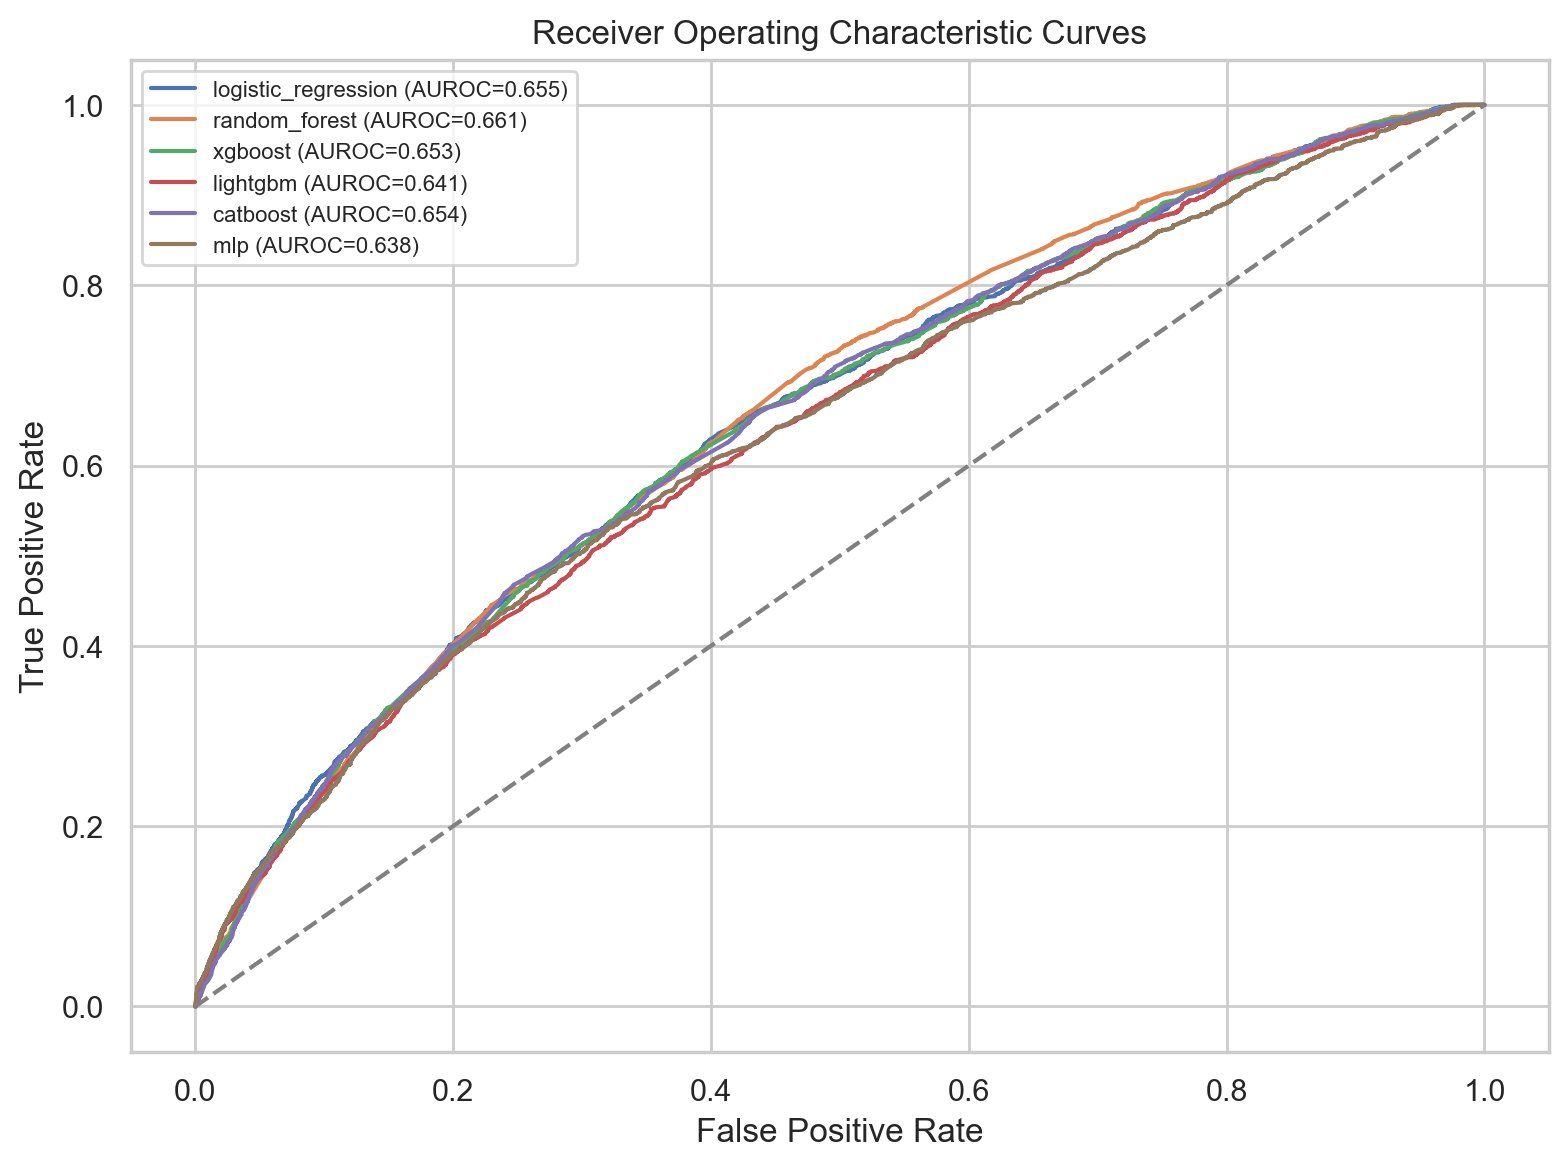 Receiver Operating Characteristic Curves
logistic_regression (AUROC=0.655)
random_forest (AUROC=0.661)
xgboost (AUROC=0.653)
lightgbm (AUROC=0.641)
catboost (AUROC=0.654)
mlp (AUROC=0.638)
True Positive Rate
1.0
0.8
0.6
0.4
0.2
0.0
0.0 0.2 0.4 0.6 0.8 1.0
False Positive Rate